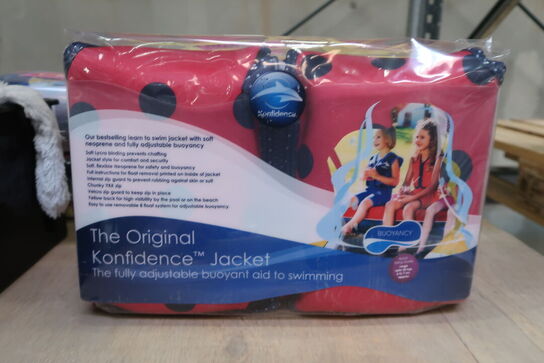 Konfidence
Our bestselling learn to swim jacket with soft
neoprene and fully adjustable buoyancy
Soft Lycra binding prevents chaffing
Jacket style for comfort and security
Soft, flexible neoprene for safety and buoyancy
Full instructions for float removal printed on inside of jacket
Internal zip guard to prevent rubbing against skin or suit
Chunky YKK zip
Velcro zip guard to keep zip in place
Yellow back for high visibility by the pool or on the beach
Easy to use removable 8 float system for adjustable buoyancy
BUOYANCY
The Original
Konfidence™ Jacket
The fully adjustable buoyant aid to swimming